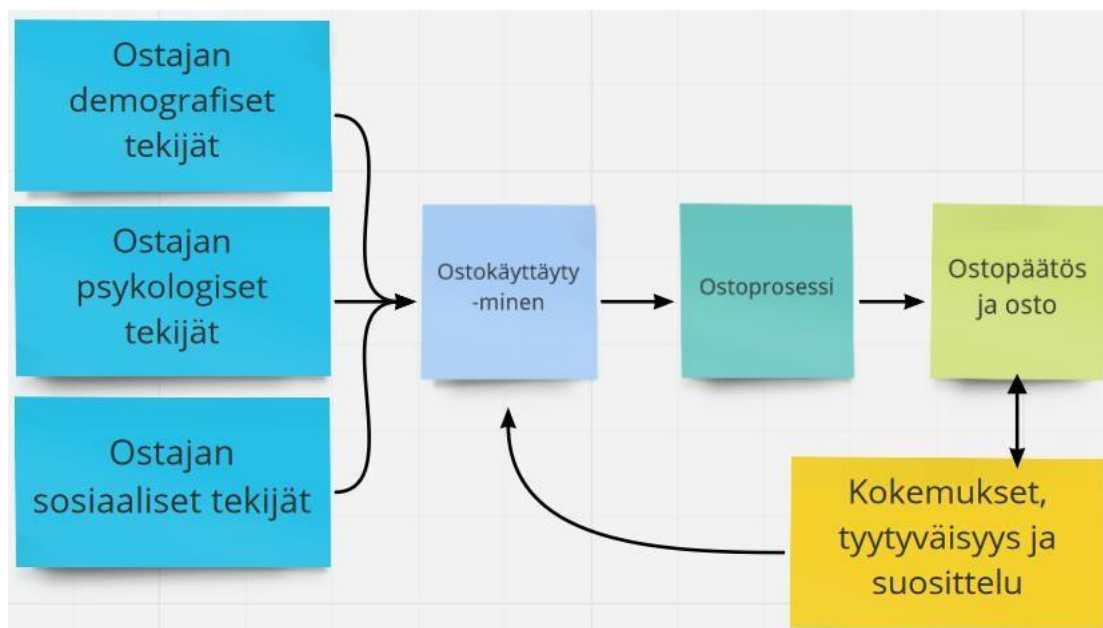 Ostajan
demografiset
tekijät
Ostajan
psykologiset
tekijät
Ostajan
sosiaaliset tekijät
Ostokäyttäyty
-minen
Ostoprosessi
Ostopäätös
ja osto
Kokemukset,
tyytyväisyys ja
suosittelu